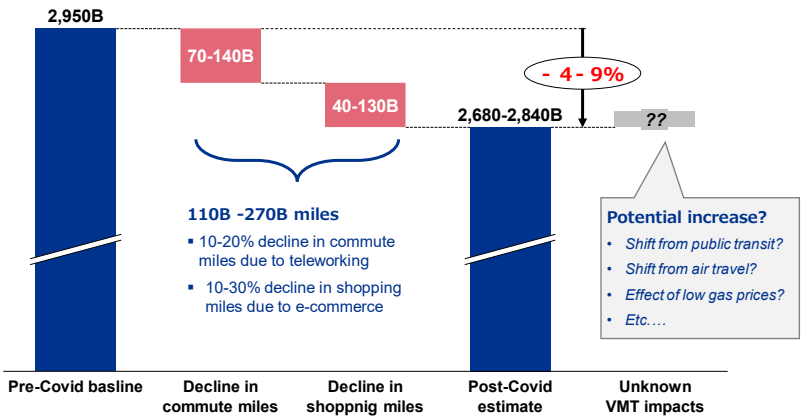 2,950B
70-140B
40-130B
- 4- 9%
2,680-2,840B
??
110B -270B miles
▪ 10-20% decline in commute
miles due to teleworking
▪ 10-30% decline in shopping
miles due to e-commerce
Potential increase?
• Shift from public transit?
• Shift from air travel?
• Effect of low gas prices?
• Etc....
Pre-Covid basline
Decline in
commute miles
Decline in
shoppnig miles
Post-Covid
estimate
Unknown
VMT impacts